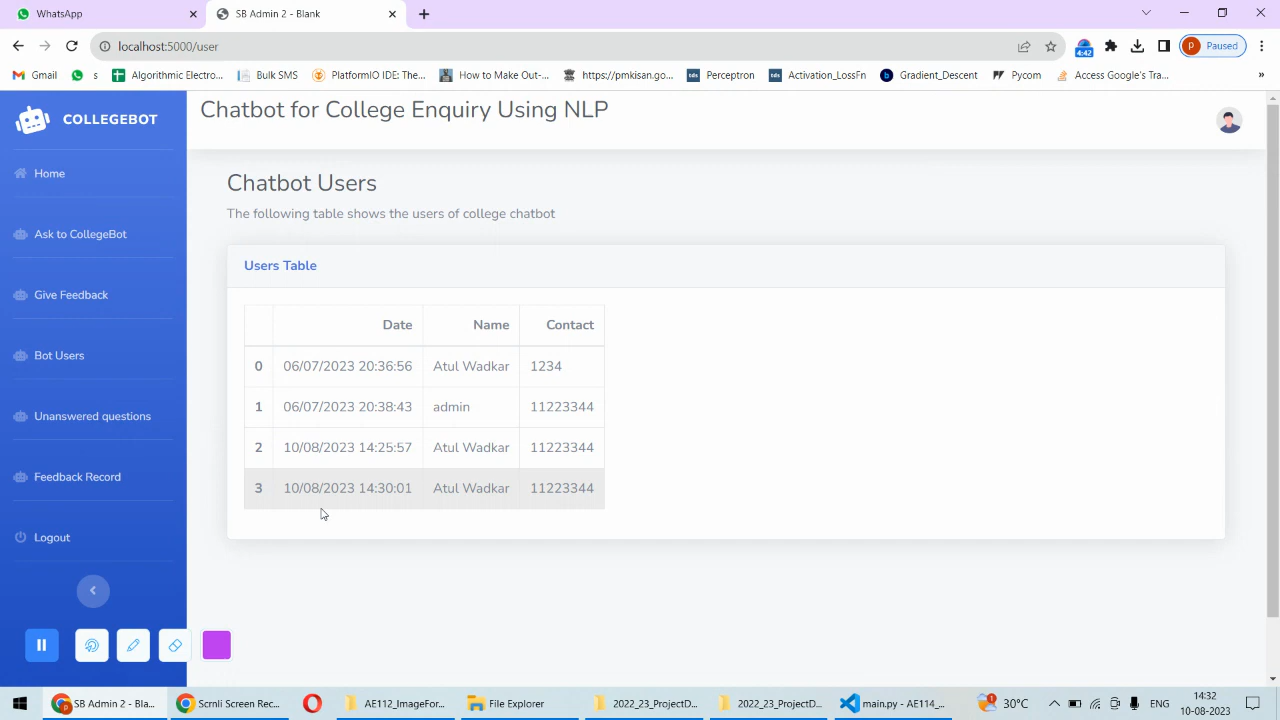 WhatsApp
SB Admin 2 - Blank
localhost:5000/user
4:42
P Paused
Gmail
s
Algorithmic Electro...
Bulk SMS
PlatformIO IDE: The...
How to Make Out-...
https://pmkisan.go...
tds Perceptron
tds Activation_LossFn
b Gradient_Descent
Pycom
Access Google's Tra...
»
COLLEGEBOT
Chatbot for College Enquiry Using NLP
Home
Ask to CollegeBot
Give Feedback
Bot Users
Unanswered questions
Feedback Record
Logout
Chatbot Users
The following table shows the users of college chatbot
Users Table
Date Name Contact
0 06/07/2023 20:36:56 Atul Wadkar 1234
1 06/07/2023 20:38:43 admin 11223344
2 10/08/2023 14:25:57 Atul Wadkar 11223344
3 10/08/2023 14:30:01 Atul Wadkar 11223344
SB Admin 2 - Bla...
Scrnli Screen Rec...
AE112_ImageFor...
File Explorer
2022_23_ProjectD...
2022_23_ProjectD...
main.py - AE114_...
1
30°C
ENG
14:32
10-08-2023